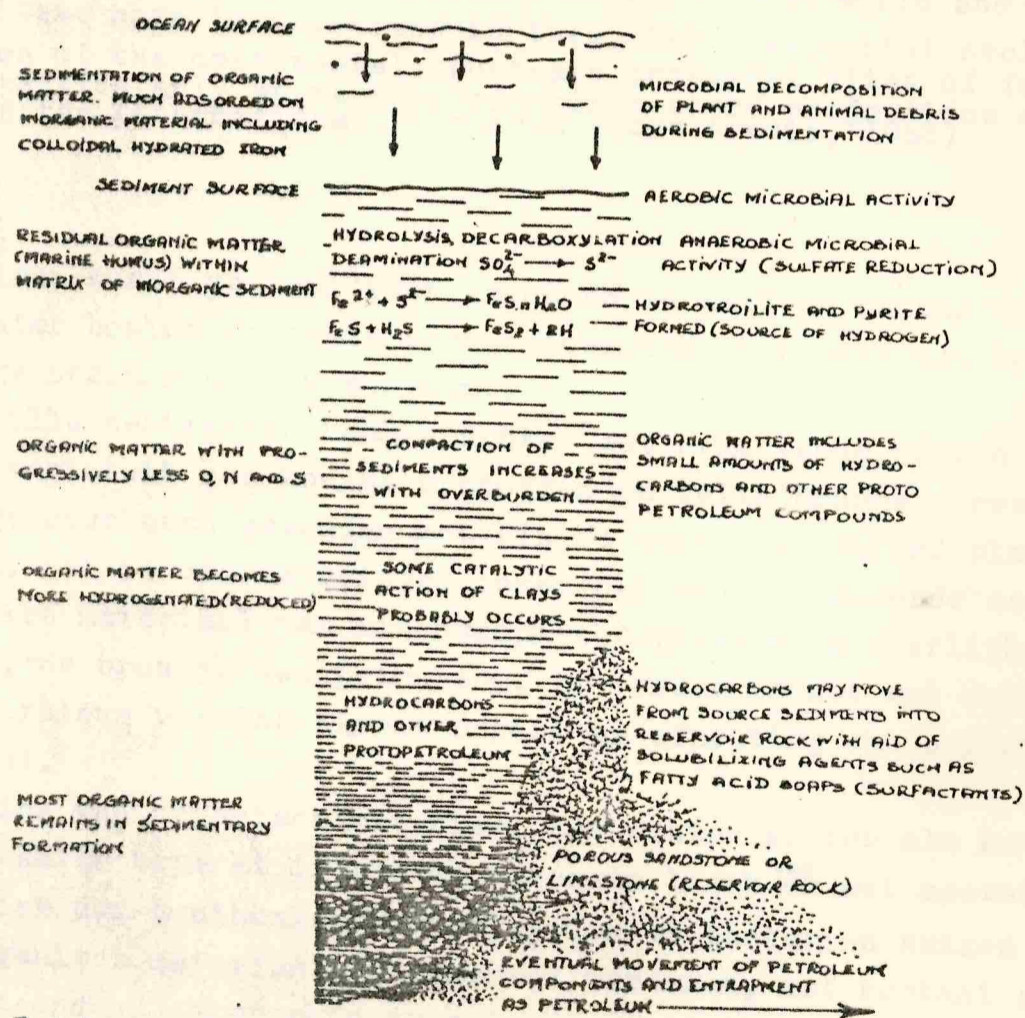 OCEAN SURFACE
SEDIMENTATION OF ORGANIC
MATTER. MUCH ADSORBED ON
INORGANIC MATERIAL INCLUDING
COLLOIDAL HYDRATED IRON
MICROBIAL DECOMPOSITION
OF PLANT AND ANIMAL DEBRIS
DURING SEDIMENTATION
SEDIMENT SURFACE
AEROBIC MICROBIAL ACTIVITY
RESIDUAL ORGANIC MATTER
(MARINE HUMUS) WITHIN
MATRIX OF INORGANIC SEDIMENT
HYDROLYSIS, DECARBOXYLATION
DEAMINATION SO₄²⁻ → S²⁻
Fe²⁺ + S²⁻ → FeS.nH₂O
FeS + H₂S → FeS₂ + 2H
ANAEROBIC MICROBIAL
ACTIVITY (SULFATE REDUCTION)
HYDROTROILITE AND PYRITE
FORMED (SOURCE OF HYDROGEN)
ORGANIC MATTER WITH PRO-
GRESSIVELY LESS O, N AND S
COMPACTION OF
SEDIMENTS INCREASES
WITH OVERBURDEN
ORGANIC MATTER INCLUDES
SMALL AMOUNTS OF HYDRO-
CARBONS AND OTHER PROTO
PETROLEUM COMPOUNDS
ORGANIC MATTER BECOMES
MORE HYDROGENATED (REDUCED)
SOME CATALYTIC
ACTION OF CLAYS
PROBABLY OCCURS
HYDROCARBONS
AND OTHER
PROTOPETROLEUM
HYDROCARBONS MAY MOVE
FROM SOURCE SEDIMENTS INTO
RESERVOIR ROCK WITH AID OF
SOLUBILIZING AGENTS SUCH AS
FATTY ACID SOAPS (SURFACTANTS)
MOST ORGANIC MATTER
REMAINS IN SEDIMENTARY
FORMATION
POROUS SANDSTONE OR
LIMESTONE (RESERVOIR ROCK)
EVENTUAL MOVEMENT OF PETROLEUM
COMPONENTS AND ENTRAPMENT
AS PETROLEUM